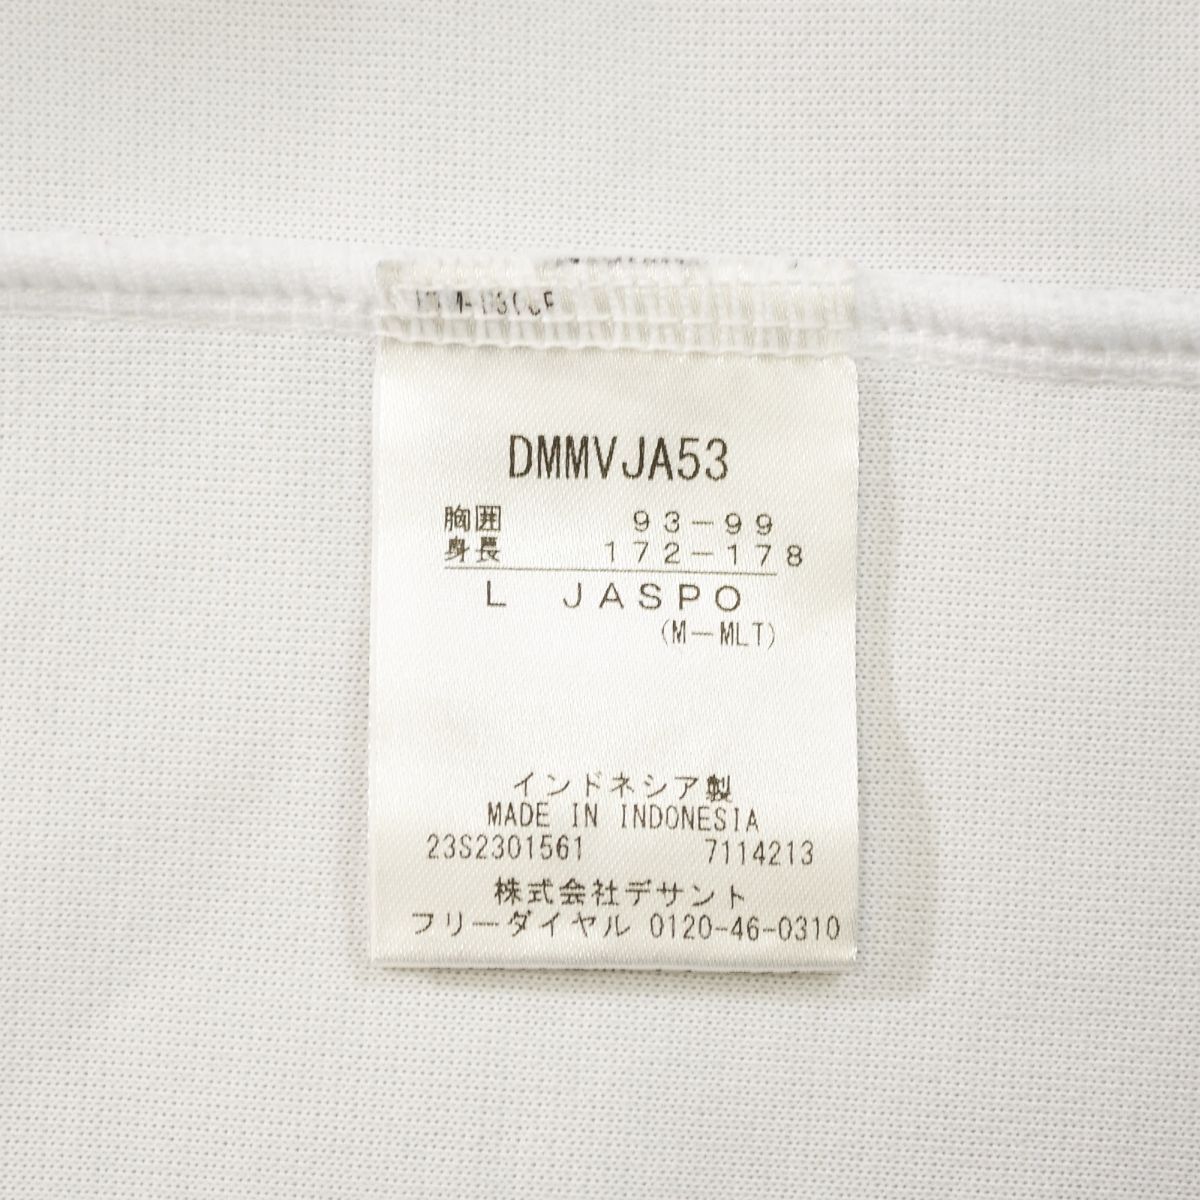 DMMVJA53
胸囲 93-99
身長 172-178
L JASPO
(M-MLT)
インドネシア製
MADE IN INDONESIA
23S2301561 7114213
株式会社デサント
フリーダイヤル 0120-46-0310